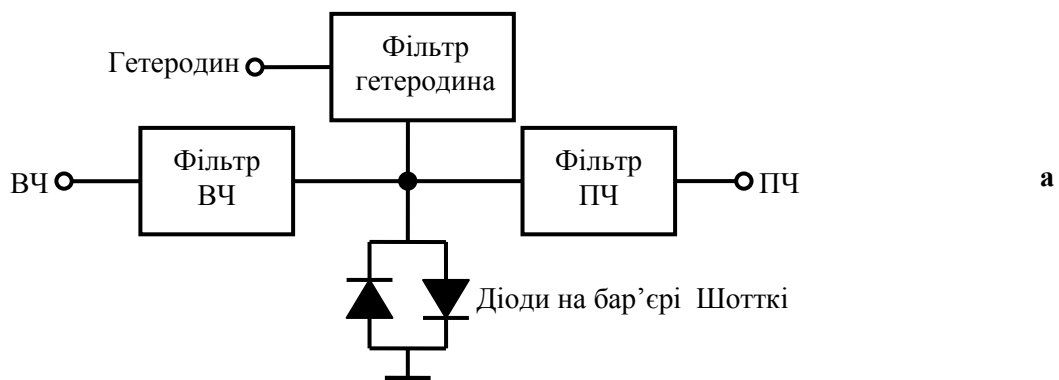 Фільтр
гетеродина
Гетеродин
Фільтр
ВЧ
Фільтр
ПЧ
ВЧ
ПЧ
а
Діоди на бар’єрі Шотткі